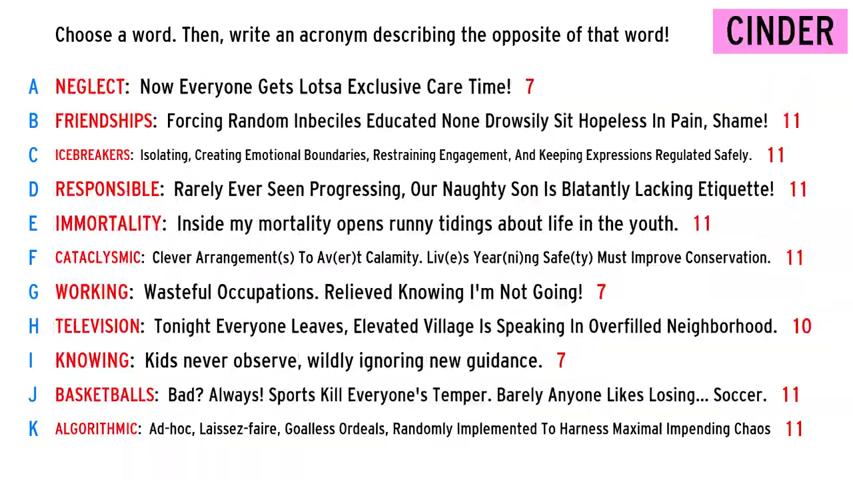 Choose a word. Then, write an acronym describing the opposite of that word!
CINDER
A NEGLECT: Now Everyone Gets Lotsa Exclusive Care Time! 7
B FRIENDSHIPS: Forcing Random Inbeciles Educated None Drowsily Sit Hopeless In Pain, Shame! 11
C ICEBREAKERS: Isolating, Creating Emotional Boundaries, Restraining Engagement, And Keeping Expressions Regulated Safely. 11
D RESPONSIBLE: Rarely Ever Seen Progressing, Our Naughty Son Is Blatantly Lacking Etiquette! 11
E IMMORTALITY: Inside my mortality opens runny tidings about life in the youth. 11
F CATACLYSMIC: Clever Arrangement(s) To Av(er)t Calamity. Liv(e)s Year(ni)ng Safe(ty) Must Improve Conservation. 11
G WORKING: Wasteful Occupations. Relieved Knowing I'm Not Going! 7
H TELEVISION: Tonight Everyone Leaves, Elevated Village Is Speaking In Overfilled Neighborhood. 10
I KNOWING: Kids never observe, wildly ignoring new guidance. 7
J BASKETBALLS: Bad? Always! Sports Kill Everyone's Temper. Barely Anyone Likes Losing... Soccer. 11
K ALGORITHMIC: Ad-hoc, Laissez-faire, Goalless Ordeals, Randomly Implemented To Harness Maximal Impending Chaos 11